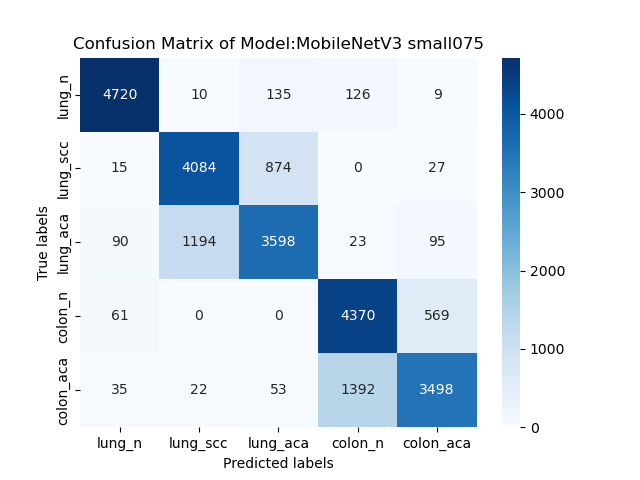 Confusion Matrix of Model:MobileNetV3 small075
True labels
lung_n
4720 10 135 126 9
lung_scc
15 4084 874 0 27
lung_aca
90 1194 3598 23 95
colon_n
61 0 0 4370 569
colon_aca
35 22 53 1392 3498
lung_n lung_scc lung_aca colon_n colon_aca
Predicted labels
4000
3000
2000
1000
0